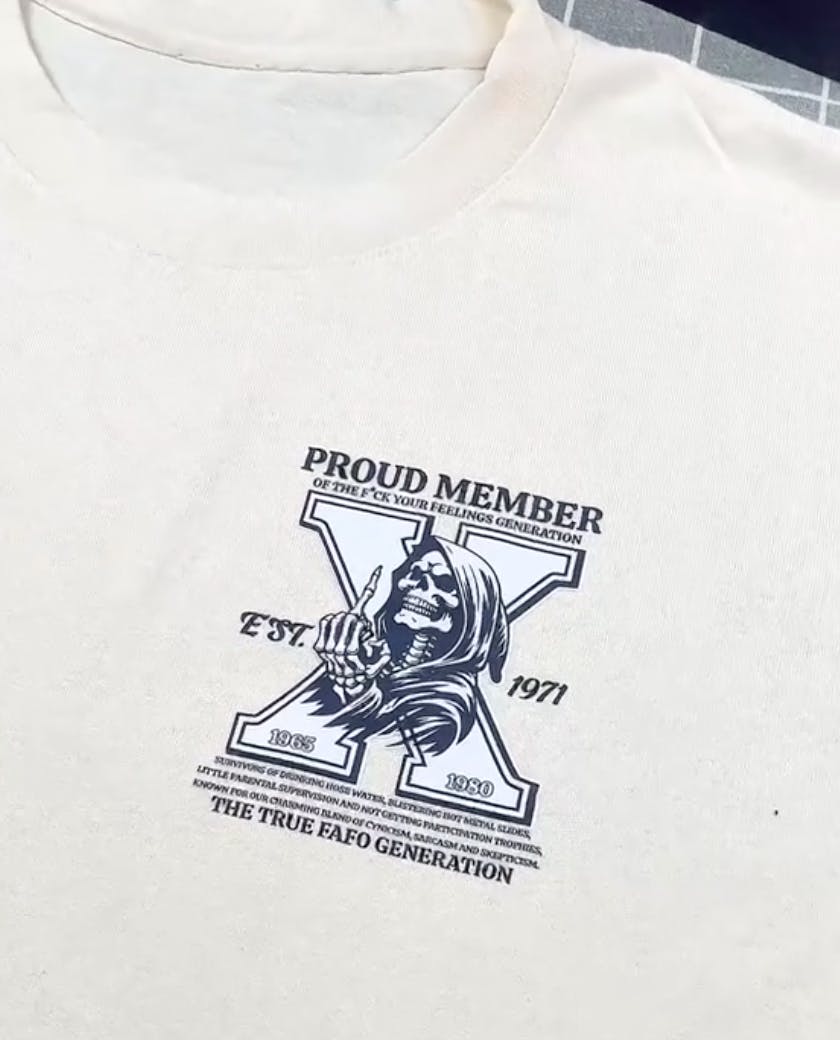 PROUD MEMBER
OF THE F*CK YOUR FEELINGS GENERATION
EST. 1971
1965 1980
SURVIVORS OF DRINKING HOSE WATER, BLISTERING HOT METAL SLIDES,
LITTLE PARENTAL SUPERVISION AND NOT GETTING PARTICIPATION TROPHIES,
KNOWN FOR OUR CHARMING BLEND OF CYNICISM, SARCASM AND SKEPTICISM.
THE TRUE FAFO GENERATION